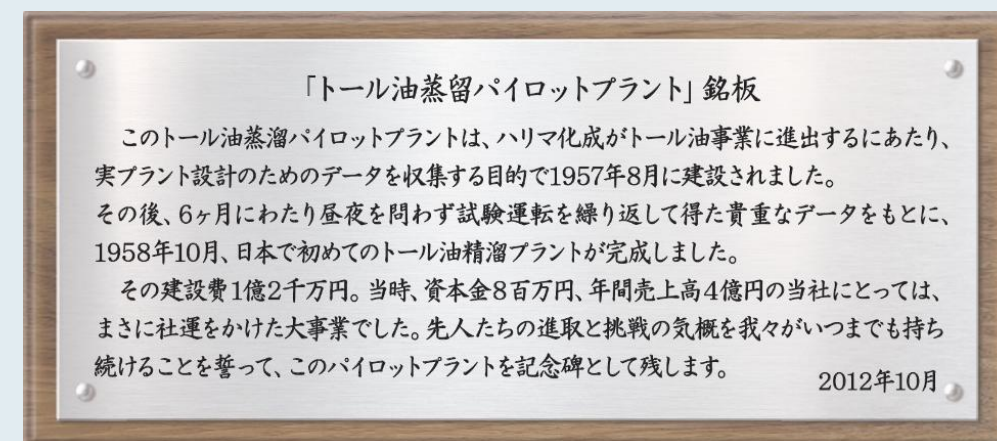 「トール油蒸留パイロットプラント」銘板
このトール油蒸溜パイロットプラントは、ハリマ化成がトール油事業に進出するにあたり、
実プラント設計のためのデータを収集する目的で1957年8月に建設されました。
その後、6ヶ月にわたり昼夜を問わず試験運転を繰り返して得た貴重なデータをもとに、
1958年10月、日本で初めてのトール油精溜プラントが完成しました。
その建設費1億2千万円。当時、資本金8百万円、年間売上高4億円の当社にとっては、
まさに社運をかけた大事業でした。先人たちの進取と挑戦の気概を我々がいつまでも持ち
続けることを誓って、このパイロットプラントを記念碑として残します。
2012年10月